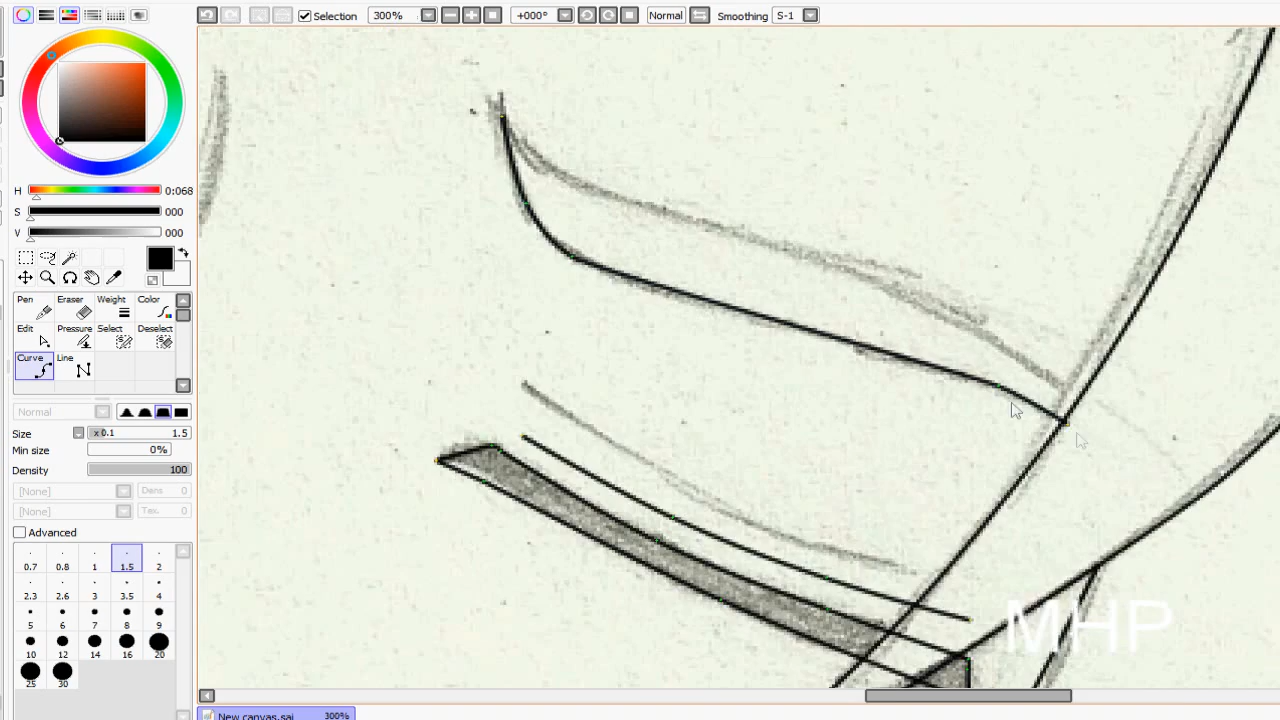 Selection 300% +000° Normal Smoothing S-1
H 0:068
S 000
V 000
Pen Eraser Weight Color
Edit Pressure Select Deselect
Curve Line
Normal
Size x 0.1 1.5
Min size 0%
Density 100
[None] Dens 0
[None] Tex. 0
Advanced
0.7 0.8 1 1.5 2
2.3 2.6 3 3.5 4
5 6 7 8 9
10 12 14 16 20
25 30
MHP
New canvas.sai 300%